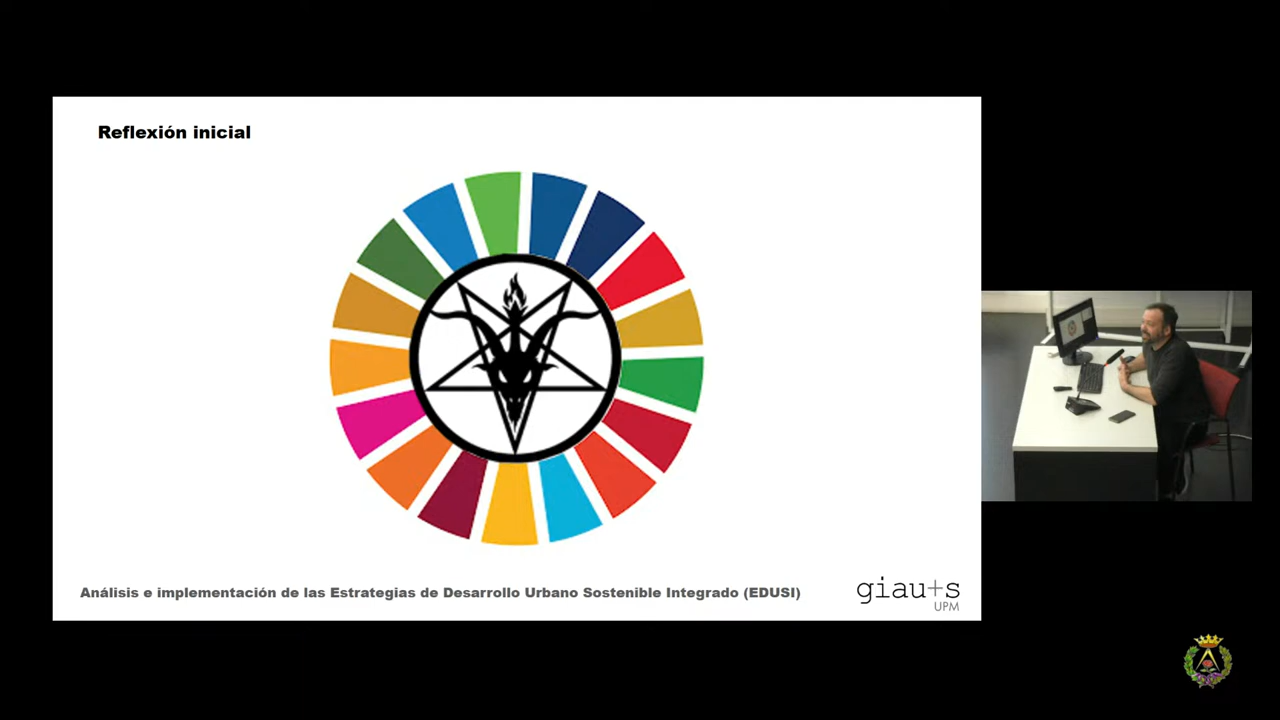 Reflexión inicial
Análisis e implementación de las Estrategias de Desarrollo Urbano Sostenible Integrado (EDUSI)
giau+s
UPM